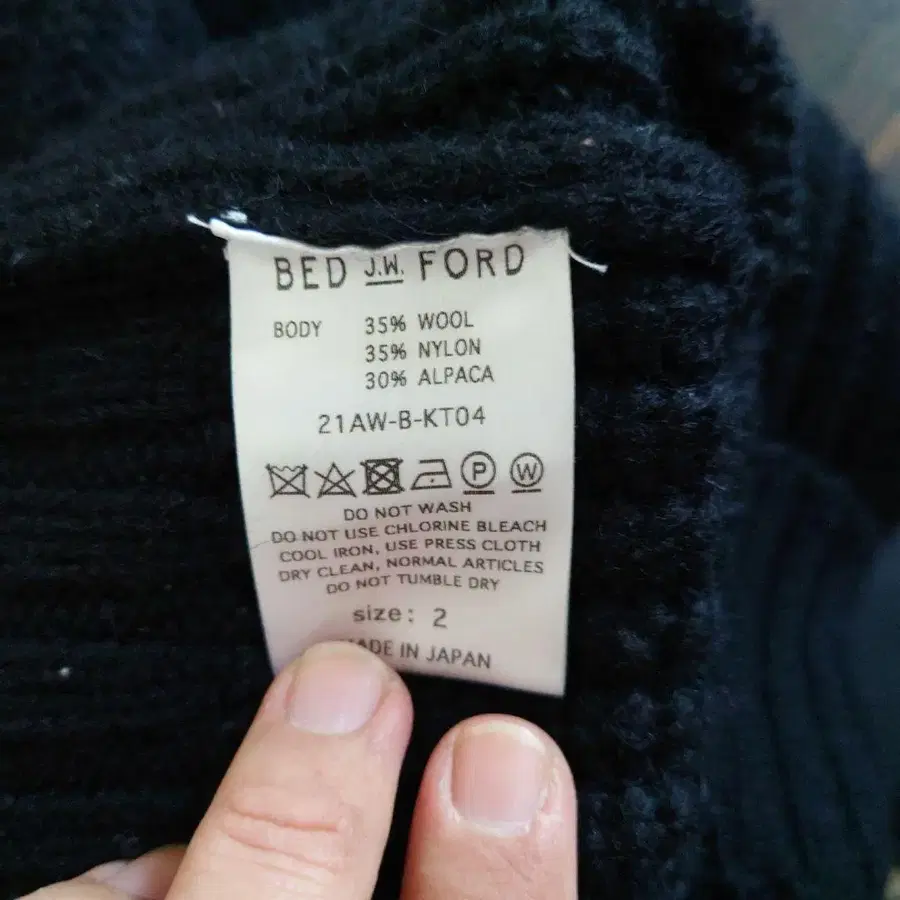 BED J.W. FORD
BODY 35% WOOL
35% NYLON
30% ALPACA
21AW-B-KT04
P W
DO NOT WASH
DO NOT USE CHLORINE BLEACH
COOL IRON, USE PRESS CLOTH
DRY CLEAN, NORMAL ARTICLES
DO NOT TUMBLE DRY
size: 2
MADE IN JAPAN